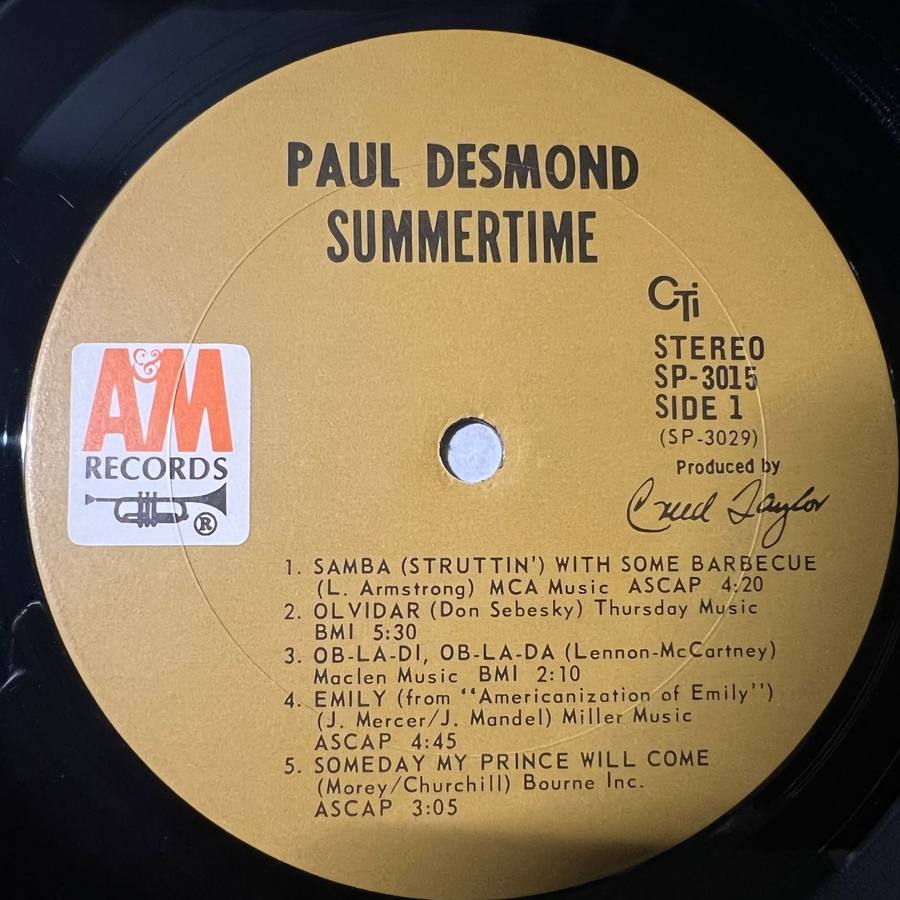 PAUL DESMOND
SUMMERTIME
CTi
STEREO
SP-3015
SIDE 1
(SP-3029)
Produced by
Creed Taylor
A&M
RECORDS
®
1. SAMBA (STRUTTIN') WITH SOME BARBECUE
(L. Armstrong) MCA Music ASCAP 4:20
2. OLVIDAR (Don Sebesky) Thursday Music
BMI 5:30
3. OB-LA-DI, OB-LA-DA (Lennon-McCartney)
Maclen Music BMI 2:10
4. EMILY (from "Americanization of Emily")
(J. Mercer/J. Mandel) Miller Music
ASCAP 4:45
5. SOMEDAY MY PRINCE WILL COME
(Morey/Churchill) Bourne Inc.
ASCAP 3:05